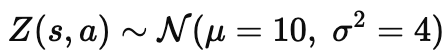 Z(s, a) ∼ 𝒩(μ = 10, σ² = 4)